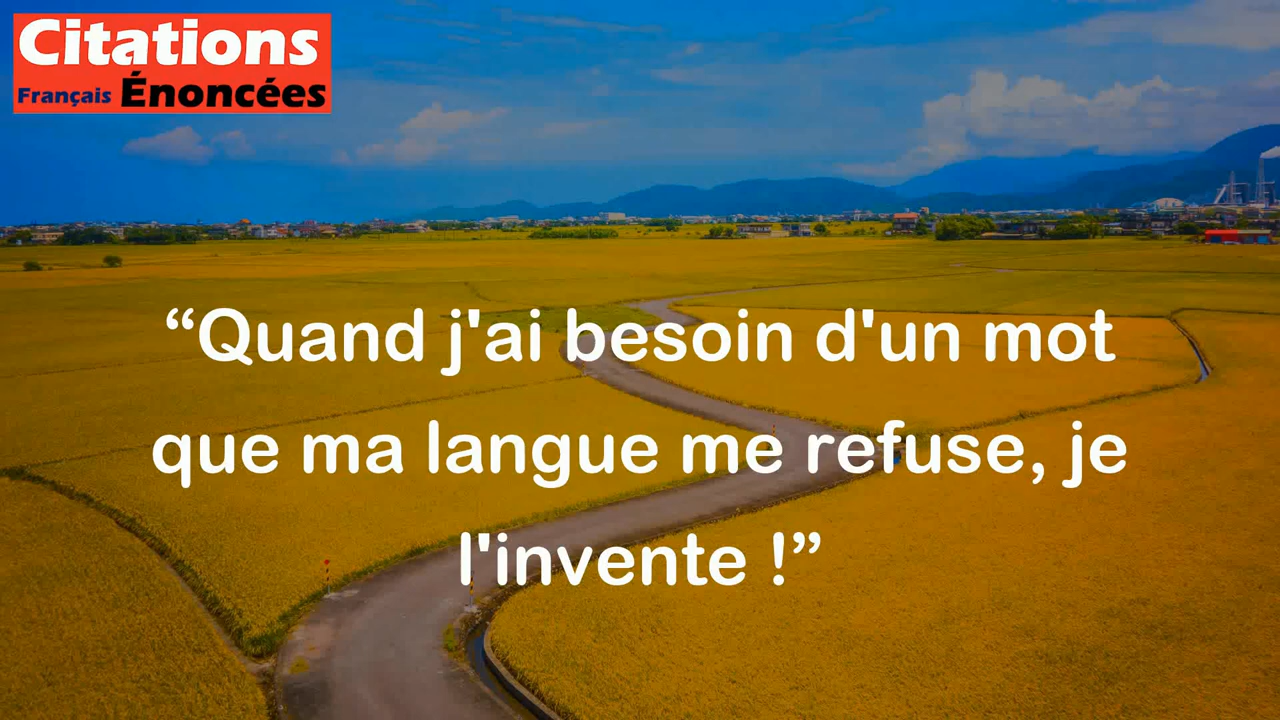 Citations
Français Énoncées
“Quand j'ai besoin d'un mot
que ma langue me refuse, je
l'invente !”